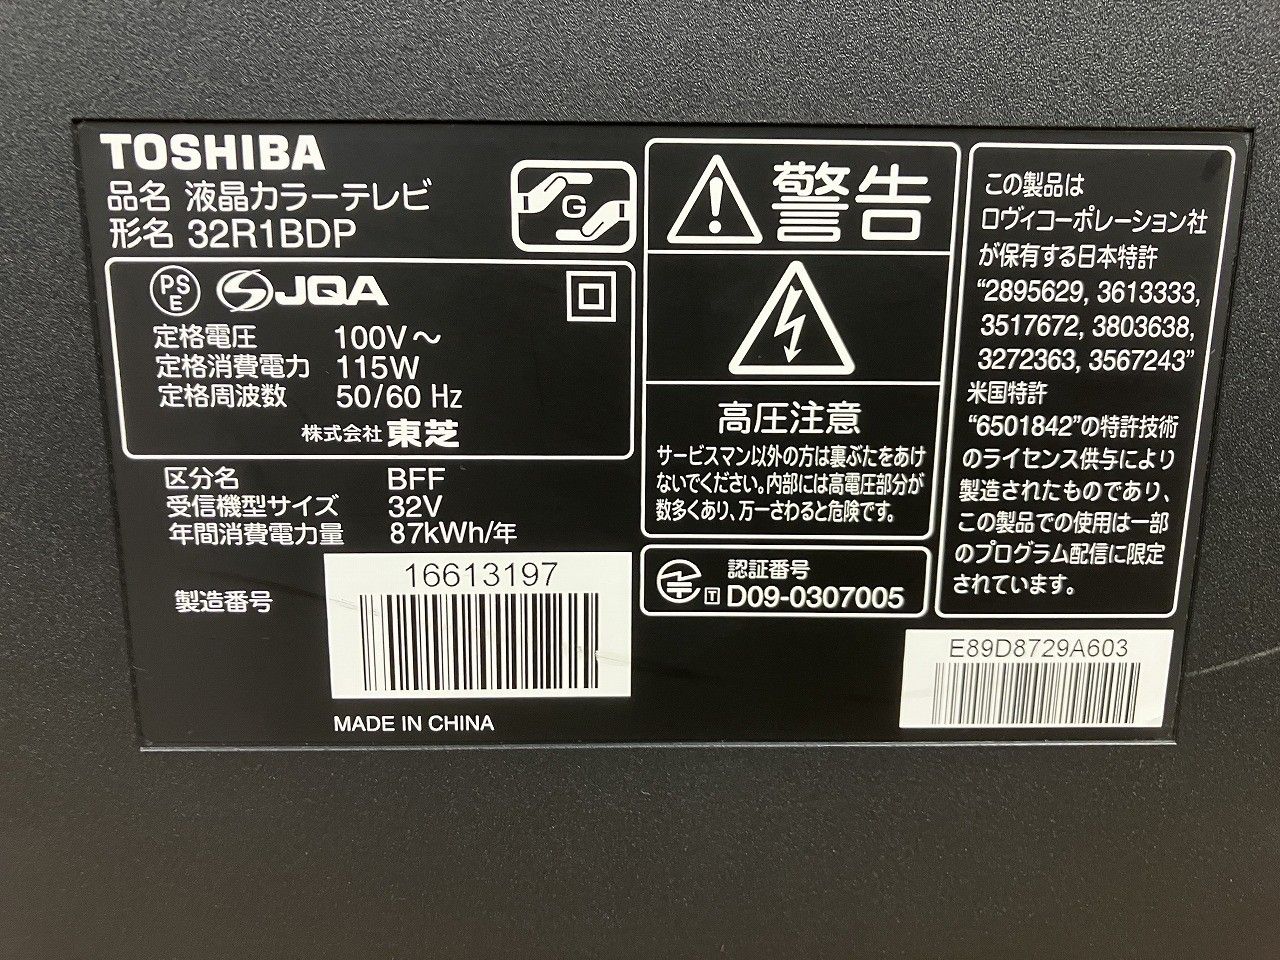 TOSHIBA
品名 液晶カラーテレビ
形名 32R1BDP
G
PS
E
JQA
定格電圧 100V～
定格消費電力 115W
定格周波数 50/60 Hz
株式会社 東芝
区分名 BFF
受信機型サイズ 32V
年間消費電力量 87kWh/年
製造番号
16613197
MADE IN CHINA
警告
高圧注意
サービスマン以外の方は裏ぶたをあけ
ないでください。内部には高電圧部分が
数多くあり、万一さわると危険です。
認証番号
T D09-0307005
この製品は
ロヴィコーポレーション社
が保有する日本特許
“2895629, 3613333,
3517672, 3803638,
3272363, 3567243”
米国特許
“6501842”の特許技術
のライセンス供与により
製造されたものであり、
この製品での使用は一部
のプログラム配信に限定
されています。
E89D8729A603